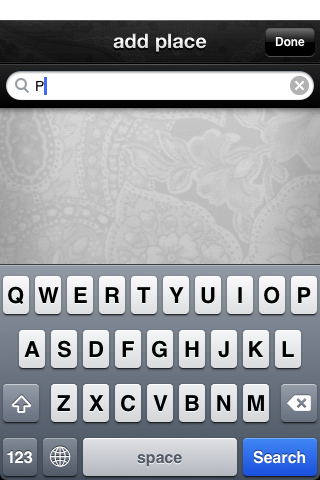 add place
Done
P
Q W E R T Y U I O P
A S D F G H J K L
Z X C V B N M
123
space
Search